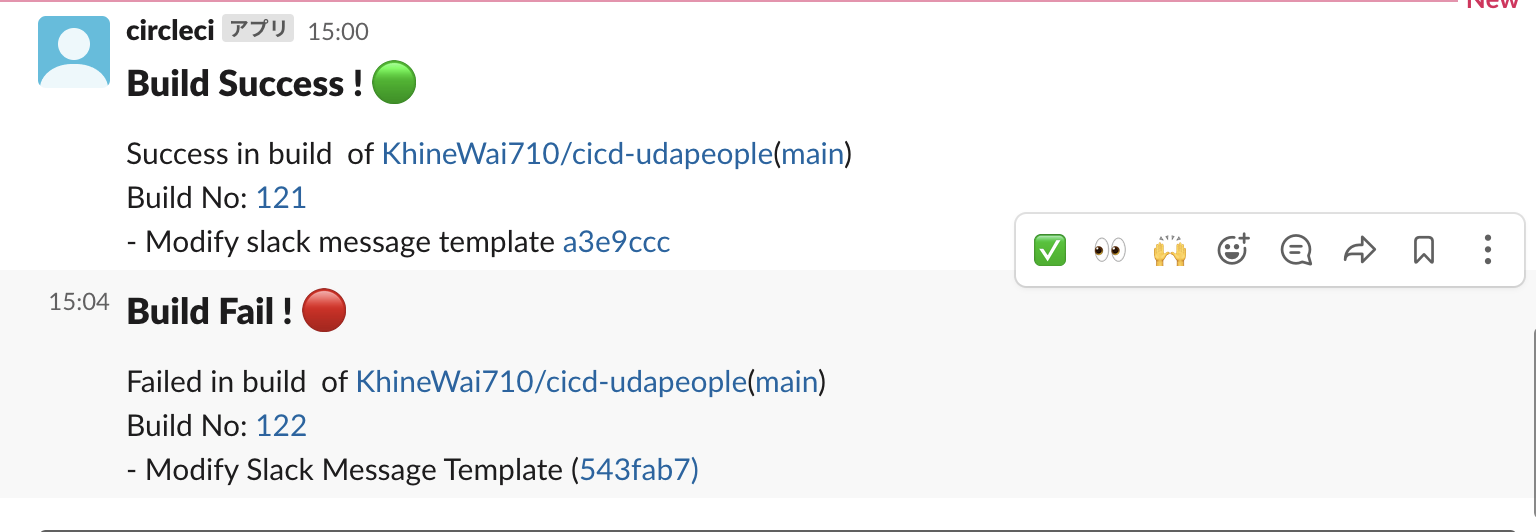 New
circleci アプリ 15:00
Build Success !
Success in build of KhineWai710/cicd-udapeople(main)
Build No: 121
- Modify slack message template a3e9ccc
15:04 Build Fail !
Failed in build of KhineWai710/cicd-udapeople(main)
Build No: 122
- Modify Slack Message Template (543fab7)